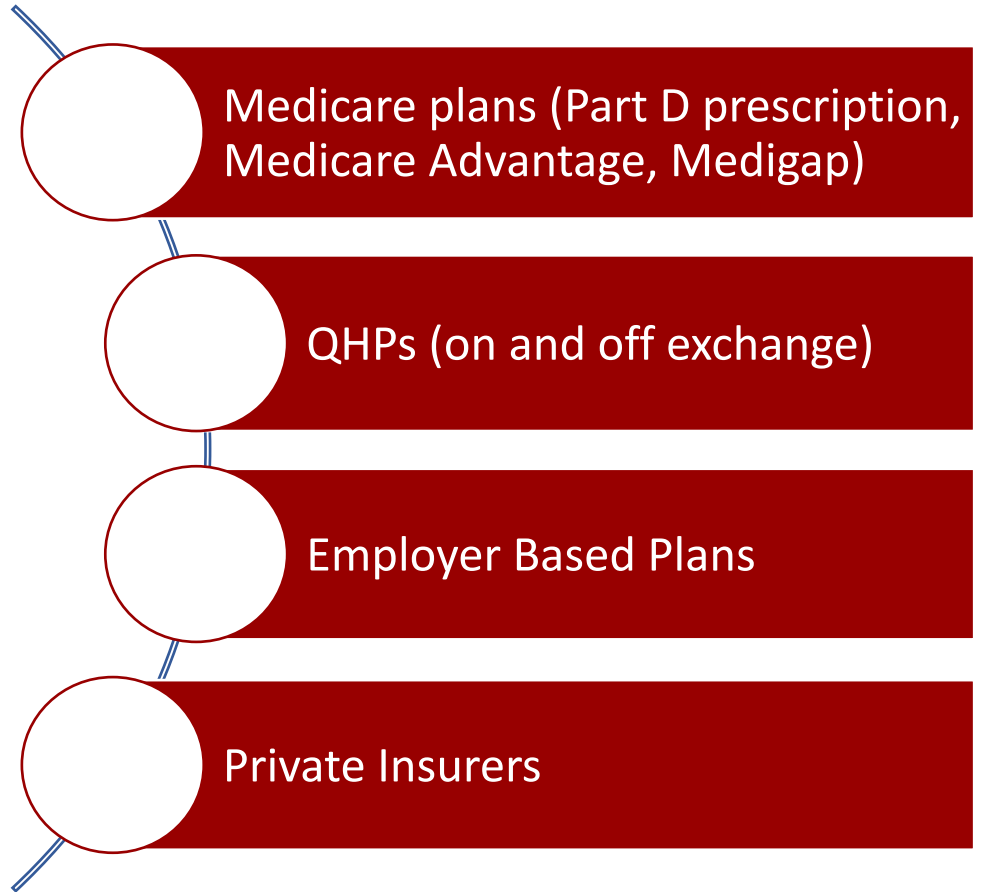 Medicare plans (Part D prescription,
Medicare Advantage, Medigap)
QHPs (on and off exchange)
Employer Based Plans
Private Insurers